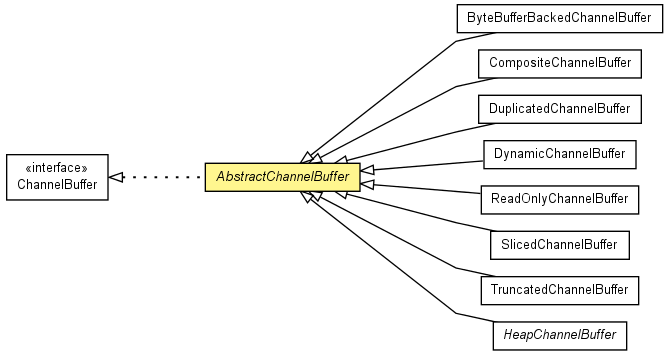 ByteBufferBackedChannelBuffer
CompositeChannelBuffer
DuplicatedChannelBuffer
«interface»
ChannelBuffer
AbstractChannelBuffer
DynamicChannelBuffer
ReadOnlyChannelBuffer
SlicedChannelBuffer
TruncatedChannelBuffer
HeapChannelBuffer